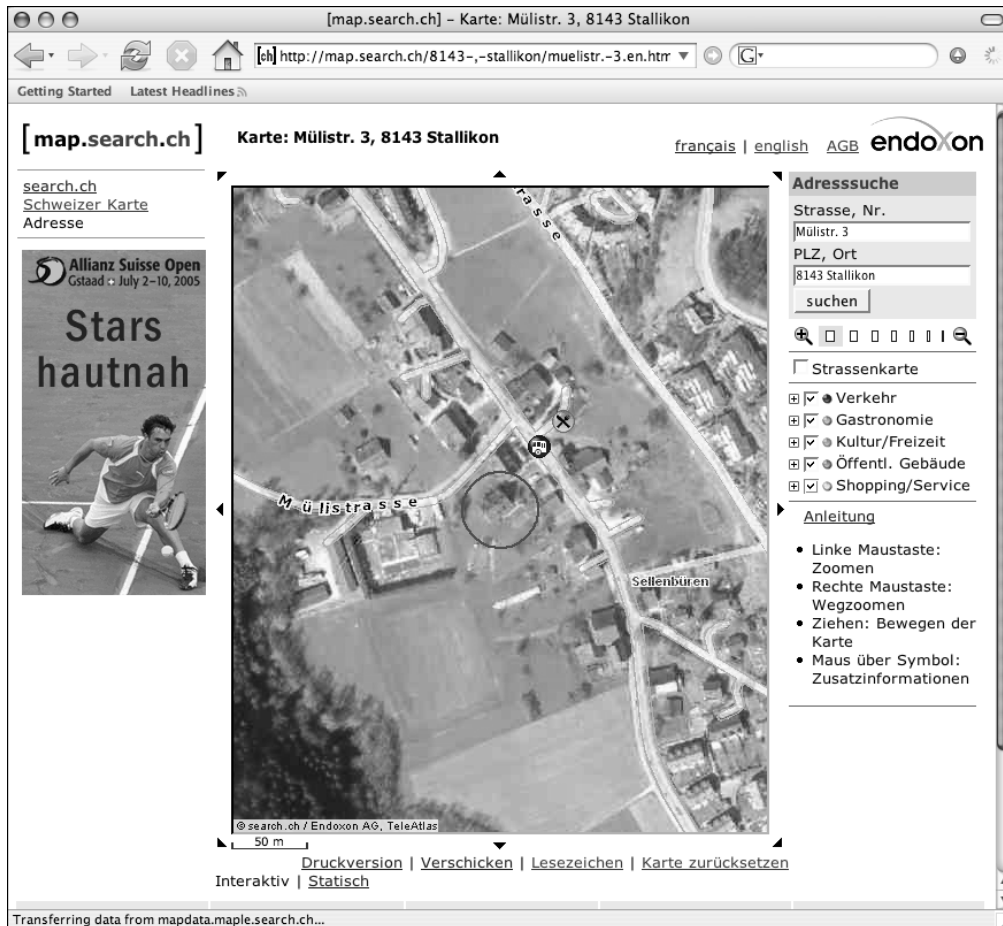 [map.search.ch] – Karte: Mülistr. 3, 8143 Stallikon
[ch] http://map.search.ch/8143-,-stallikon/muelistr.-3.en.htm
G
Getting Started Latest Headlines
[map.search.ch]
Karte: Mülistr. 3, 8143 Stallikon
français | english AGB
endoxon
search.ch
Schweizer Karte
Adresse
Allianz Suisse Open
Gstaad July 2–10, 2005
Stars
hautnah
strasse
Mülistrasse
Sellenbüren
© search.ch / Endoxon AG, TeleAtlas
50 m
Adresssuche
Strasse, Nr.
Mülistr. 3
PLZ, Ort
8143 Stallikon
suchen
Strassenkarte
Verkehr
Gastronomie
Kultur/Freizeit
Öffentl. Gebäude
Shopping/Service
Anleitung
• Linke Maustaste:
Zoomen
• Rechte Maustaste:
Wegzoomen
• Ziehen: Bewegen der
Karte
• Maus über Symbol:
Zusatzinformationen
Druckversion | Verschicken | Lesezeichen | Karte zurücksetzen
Interaktiv | Statisch
Transferring data from mapdata.maple.search.ch...